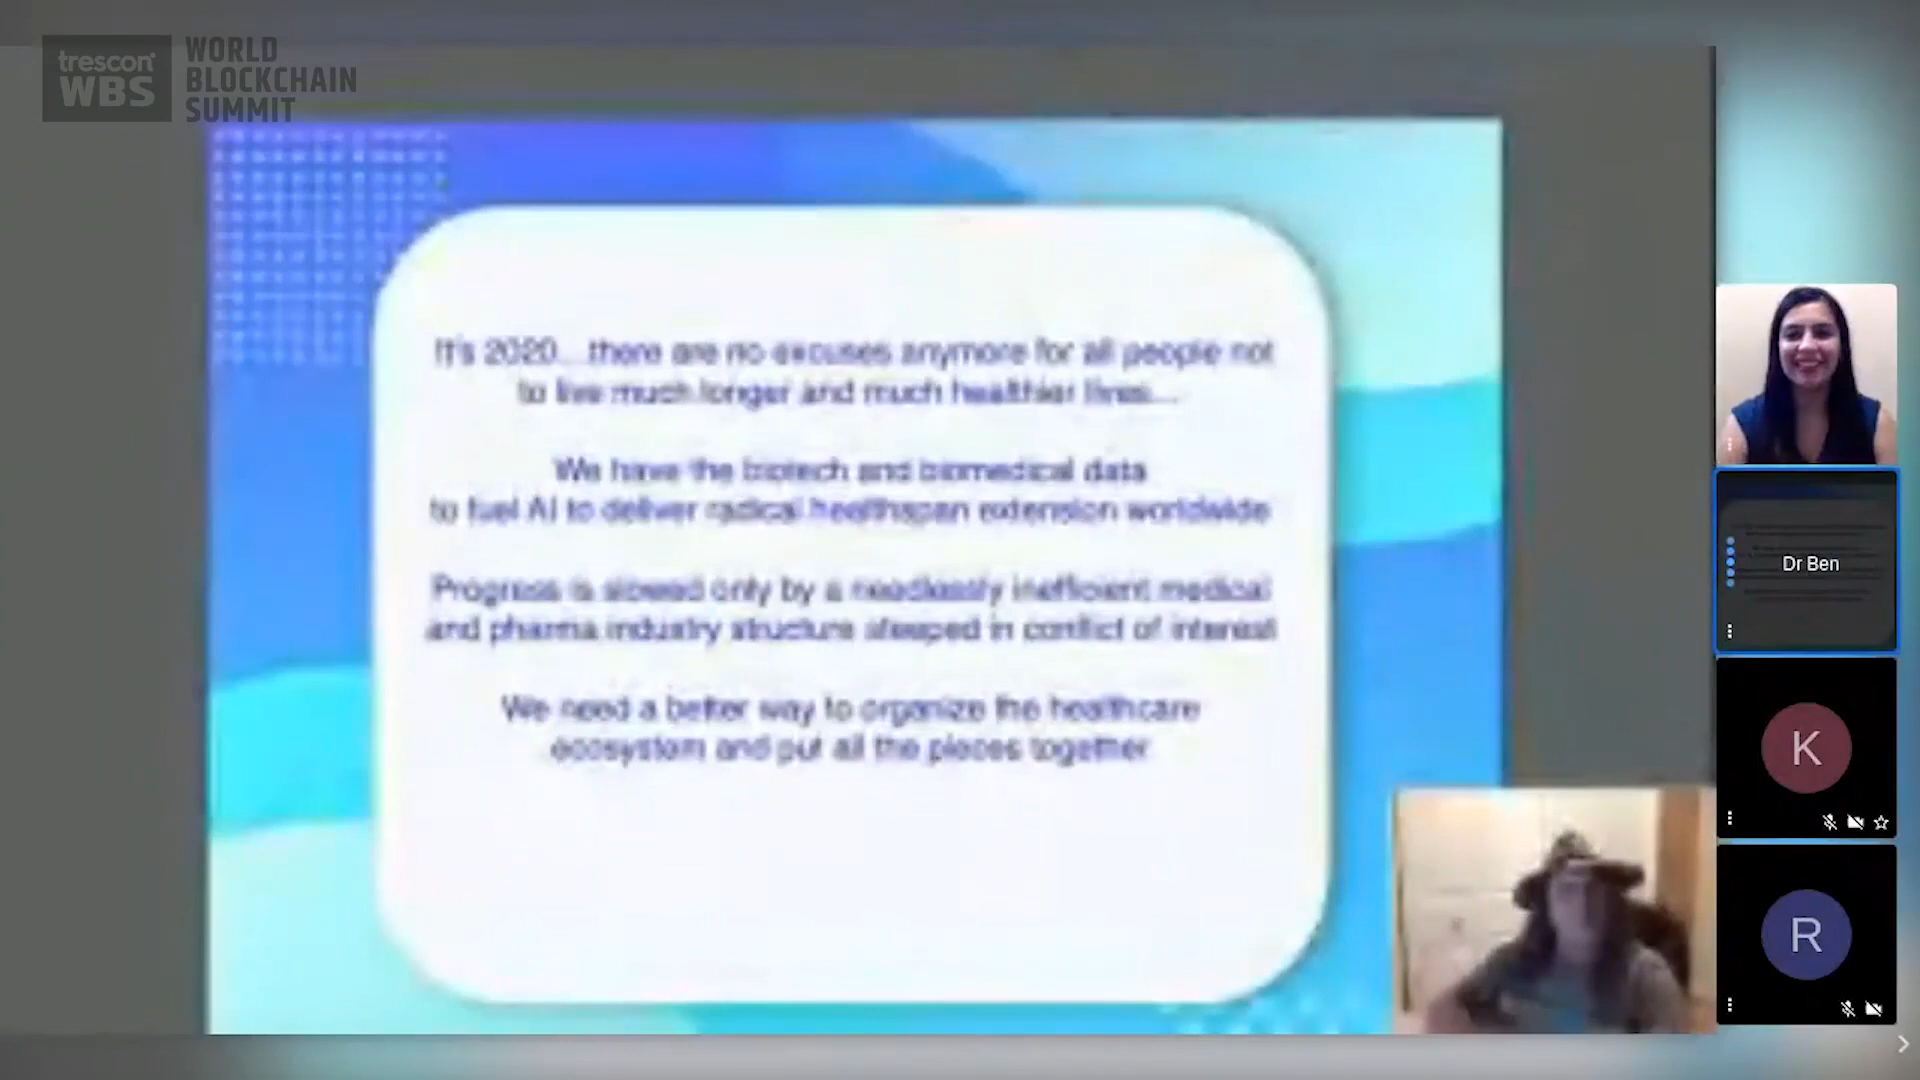 trescon
WBS
WORLD
BLOCKCHAIN
SUMMIT
It's 2020...there are no excuses anymore for all people not
to live much longer and much healthier lives...
We have the biotech and biomedical data
to fuel AI to deliver radical healthspan extension worldwide
Progress is slowed only by a needlessly inefficient medical
and pharma industry structure steeped in conflict of interest
We need a better way to organize the healthcare
ecosystem and put all the pieces together
Dr Ben
K
R